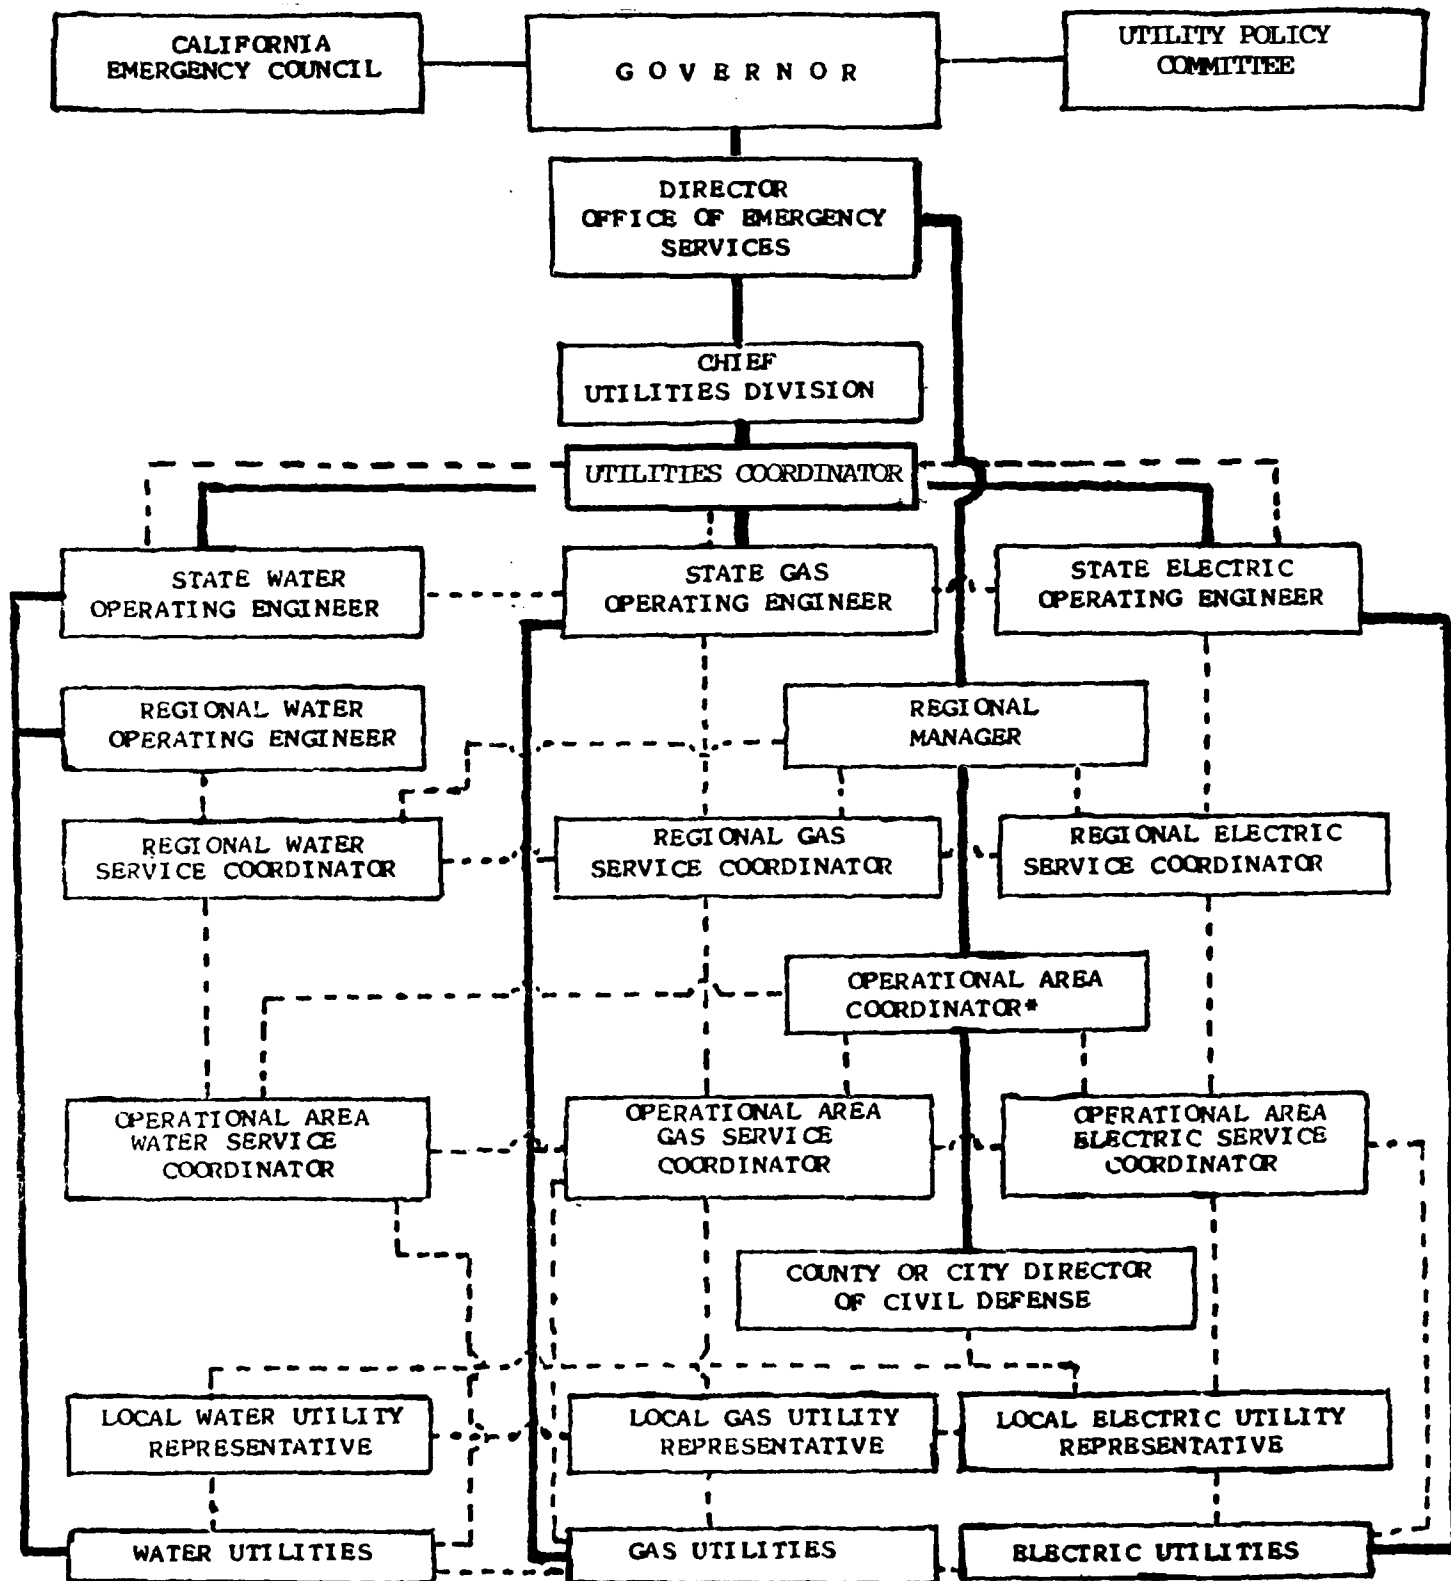 CALIFORNIA
EMERGENCY COUNCIL
G O V E R N O R
UTILITY POLICY
COMMITTEE
DIRECTOR
OFFICE OF EMERGENCY
SERVICES
CHIEF
UTILITIES DIVISION
UTILITIES COORDINATOR
STATE WATER
OPERATING ENGINEER
STATE GAS
OPERATING ENGINEER
STATE ELECTRIC
OPERATING ENGINEER
REGIONAL WATER
OPERATING ENGINEER
REGIONAL
MANAGER
REGIONAL WATER
SERVICE COORDINATOR
REGIONAL GAS
SERVICE COORDINATOR
REGIONAL ELECTRIC
SERVICE COORDINATOR
OPERATIONAL AREA
COORDINATOR*
OPERATIONAL AREA
WATER SERVICE
COORDINATOR
OPERATIONAL AREA
GAS SERVICE
COORDINATOR
OPERATIONAL AREA
ELECTRIC SERVICE
COORDINATOR
COUNTY OR CITY DIRECTOR
OF CIVIL DEFENSE
LOCAL WATER UTILITY
REPRESENTATIVE
LOCAL GAS UTILITY
REPRESENTATIVE
LOCAL ELECTRIC UTILITY
REPRESENTATIVE
WATER UTILITIES
GAS UTILITIES
ELECTRIC UTILITIES